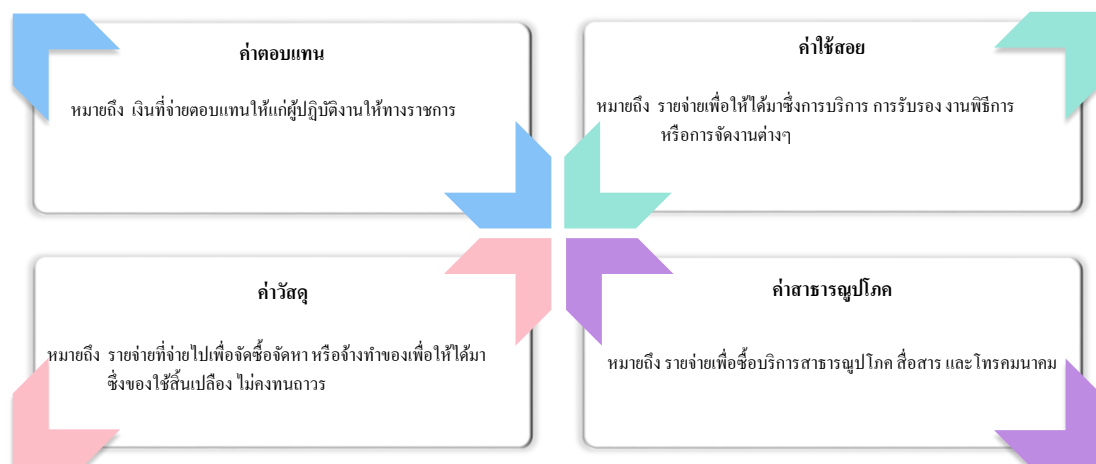 ค่าตอบแทน
หมายถึง เงินที่จ่ายตอบแทนให้แก่ผู้ปฏิบัติงานให้ทางราชการ
ค่าใช้สอย
หมายถึง รายจ่ายเพื่อให้ได้มาซึ่งการบริการ การรับรอง งานพิธีการ
หรือการจัดงานต่างๆ
ค่าวัสดุ
หมายถึง รายจ่ายที่จ่ายไปเพื่อจัดซื้อจัดหา หรือจ้างทำของเพื่อให้ได้มา
ซึ่งของใช้สิ้นเปลือง ไม่คงทนถาวร
ค่าสาธารณูปโภค
หมายถึง รายจ่ายเพื่อซื้อบริการสาธารณูปโภค สื่อสาร และโทรคมนาคม